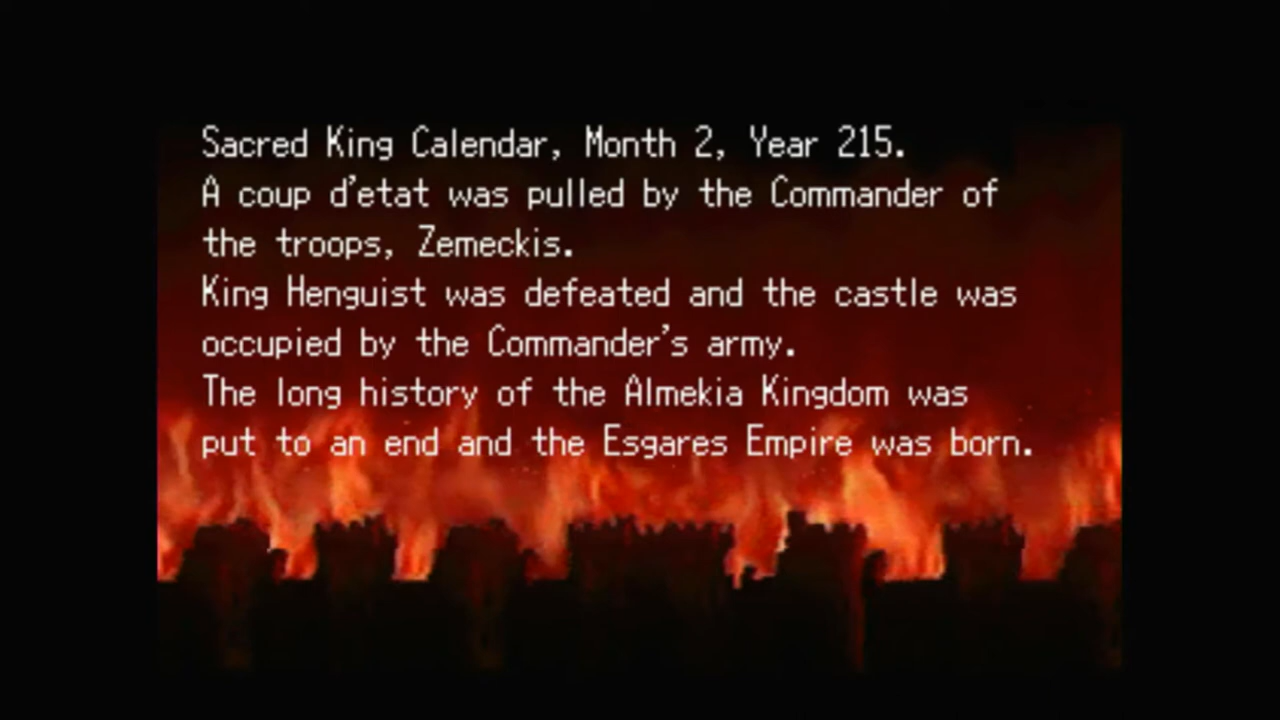 Sacred King Calendar, Month 2, Year 215.
A coup d'etat was pulled by the Commander of
the troops, Zemeckis.
King Henguist was defeated and the castle was
occupied by the Commander's army.
The long history of the Almekia Kingdom was
put to an end and the Esgares Empire was born.